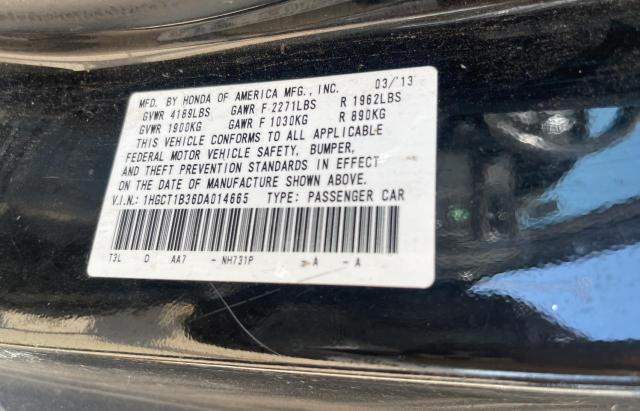 MFD. BY HONDA OF AMERICA MFG., INC. 03/'13
GVWR 4189LBS GAWR F 2271LBS R 1962LBS
GVWR 1900KG GAWR F 1030KG R 890KG
THIS VEHICLE CONFORMS TO ALL APPLICABLE
FEDERAL MOTOR VEHICLE SAFETY, BUMPER,
AND THEFT PREVENTION STANDARDS IN EFFECT
ON THE DATE OF MANUFACTURE SHOWN ABOVE.
V.I.N.: 1HGCT1B36DA014665 TYPE: PASSENGER CAR
T3L D AA7 - NH731P - A - A